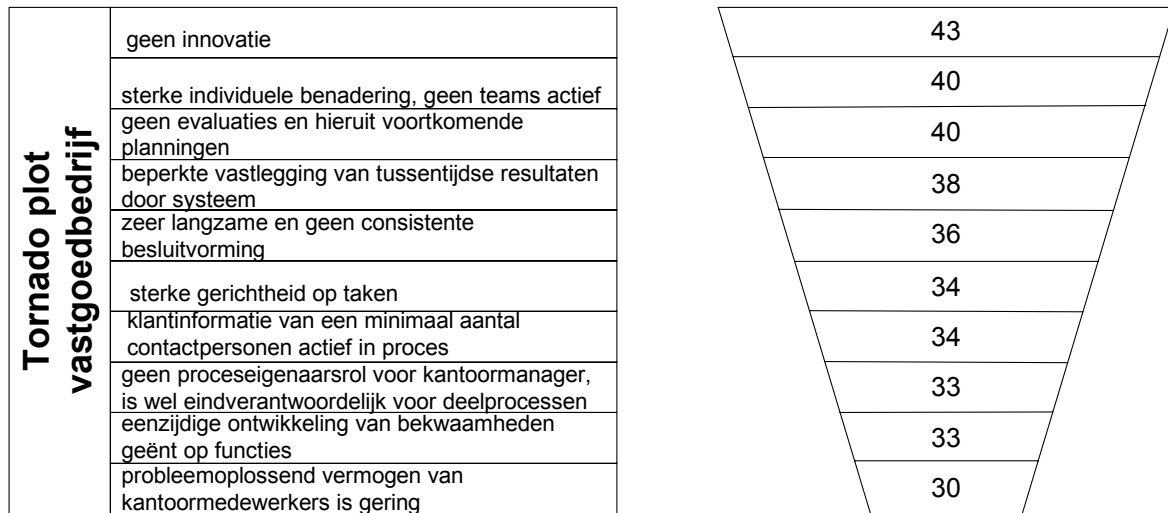 Tornado plot
vastgoedbedrijf
geen innovatie
43
sterke individuele benadering, geen teams actief
40
geen evaluaties en hieruit voortkomende
planningen
40
beperkte vastlegging van tussentijdse resultaten
door systeem
38
zeer langzame en geen consistente
besluitvorming
36
sterke gerichtheid op taken
34
klantinformatie van een minimaal aantal
contactpersonen actief in proces
34
geen proceseigenaarsrol voor kantoormanager,
is wel eindverantwoordelijk voor deelprocessen
33
eenzijdige ontwikkeling van bekwaamheden
geënt op functies
33
probleemoplossend vermogen van
kantoormedewerkers is gering
30